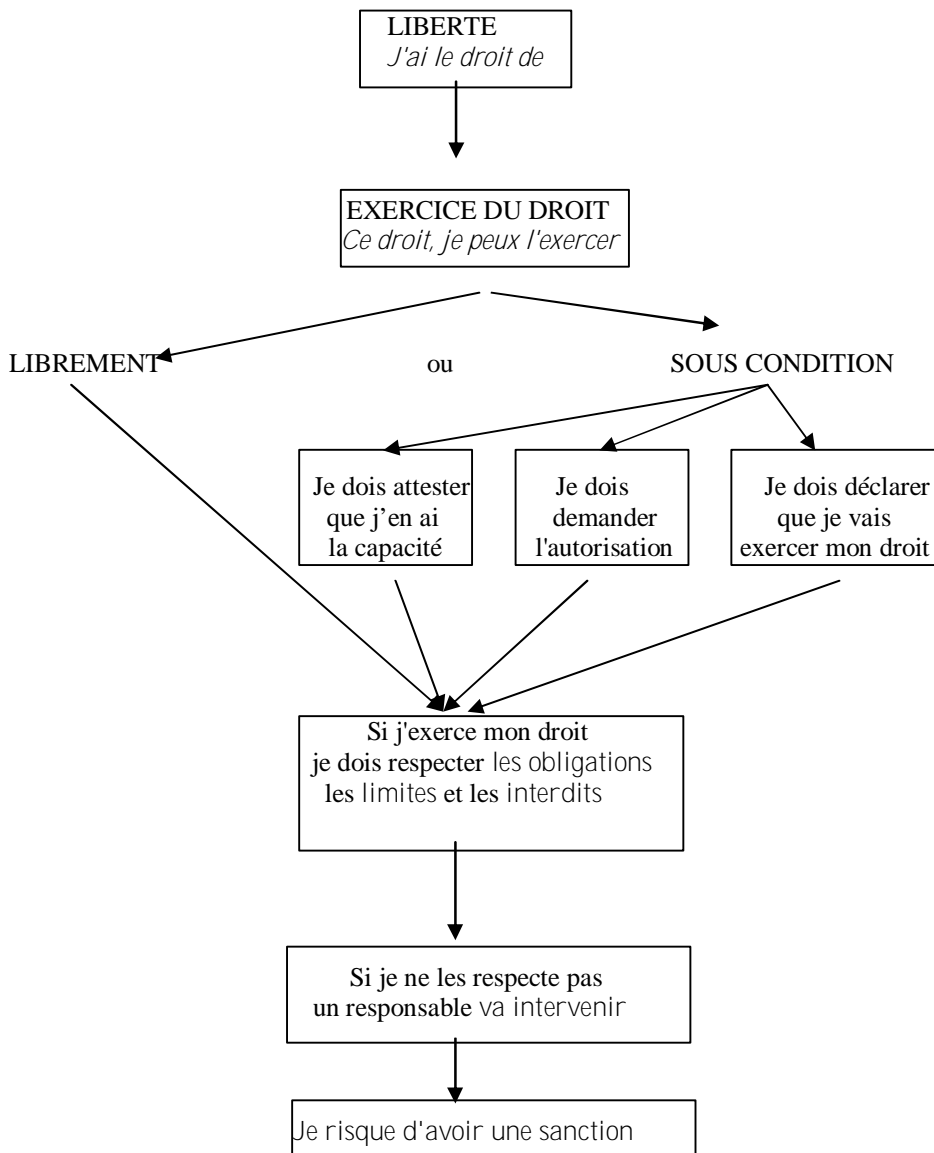 LIBERTE
J'ai le droit de
EXERCICE DU DROIT
Ce droit, je peux l'exercer
LIBREMENT
ou
SOUS CONDITION
Je dois attester
que j’en ai
la capacité
Je dois
demander
l'autorisation
Je dois déclarer
que je vais
exercer mon droit
Si j'exerce mon droit
je dois respecter les obligations
les limites et les interdits
Si je ne les respecte pas
un responsable va intervenir
Je risque d'avoir une sanction